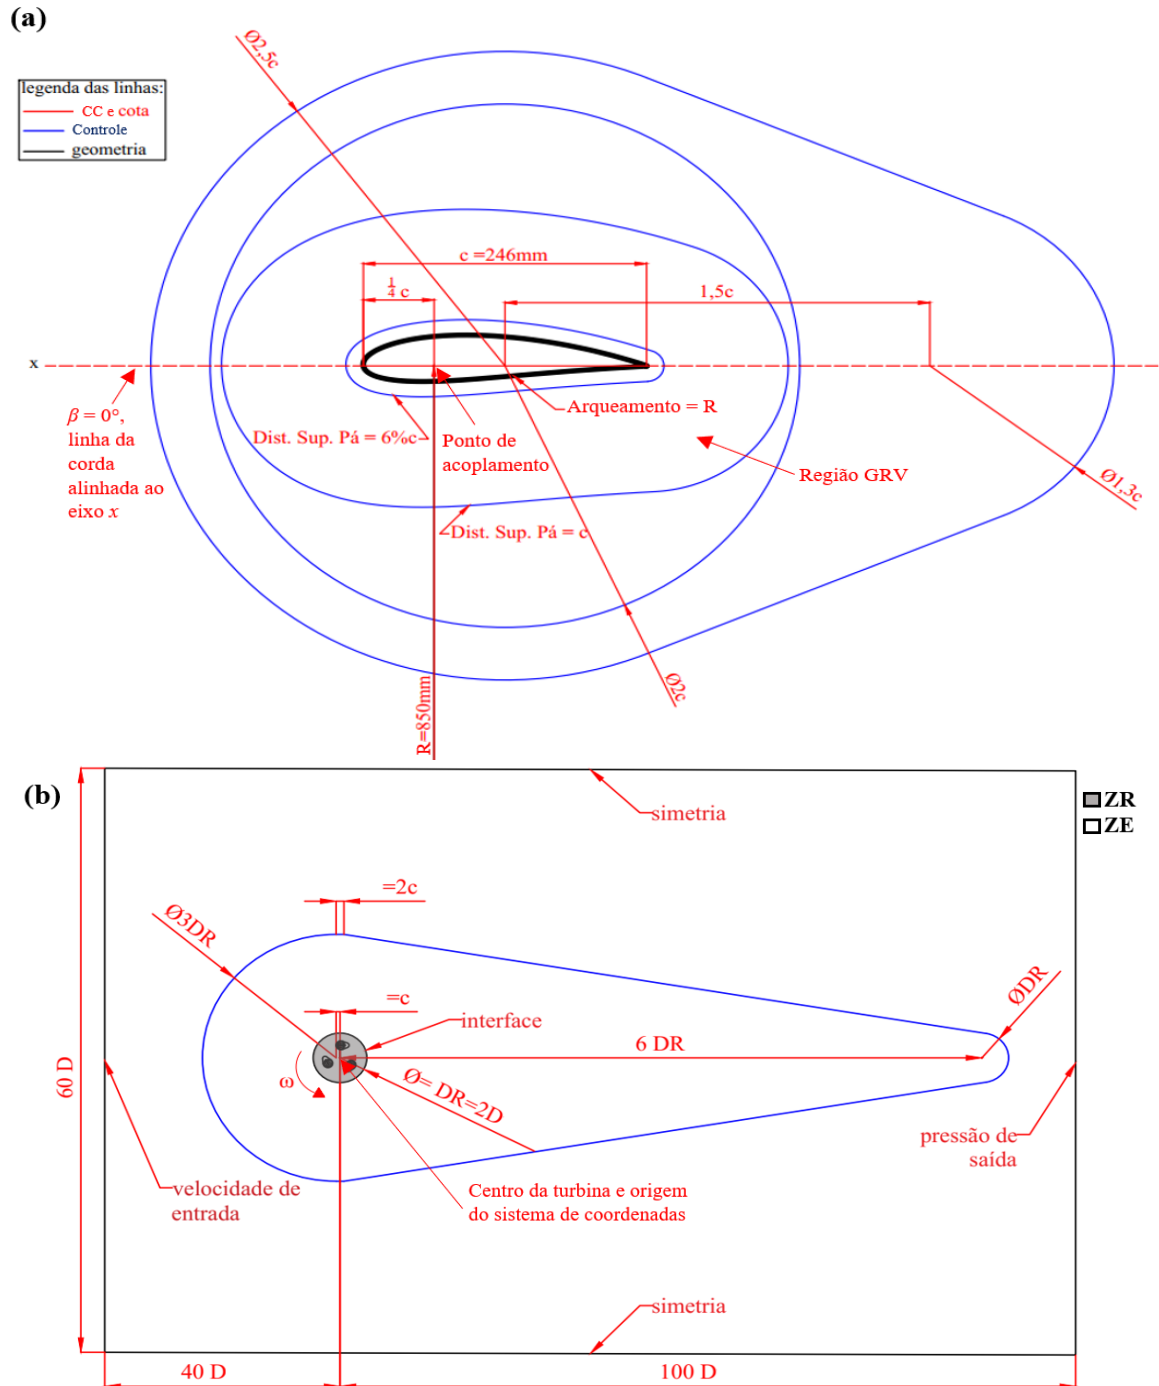 (a)
Ø2,5c
legenda das linhas:
CC e cota
Controle
geometria
c =246mm
1/4 c
1,5c
x
β = 0°,
linha da
corda
alinhada ao
eixo x
Arqueamento = R
Dist. Sup. Pá = 6%c
Ponto de
acoplamento
Região GRV
Ø1,3c
Dist. Sup. Pá = c
R=850mm
Ø2c
(b)
ZR
ZE
simetria
=2c
Ø3DR
=c
interface
ØDR
6 DR
60 D
ω
Ø= DR=2D
pressão de
saída
velocidade de
entrada
Centro da turbina e origem
do sistema de coordenadas
simetria
40 D
100 D